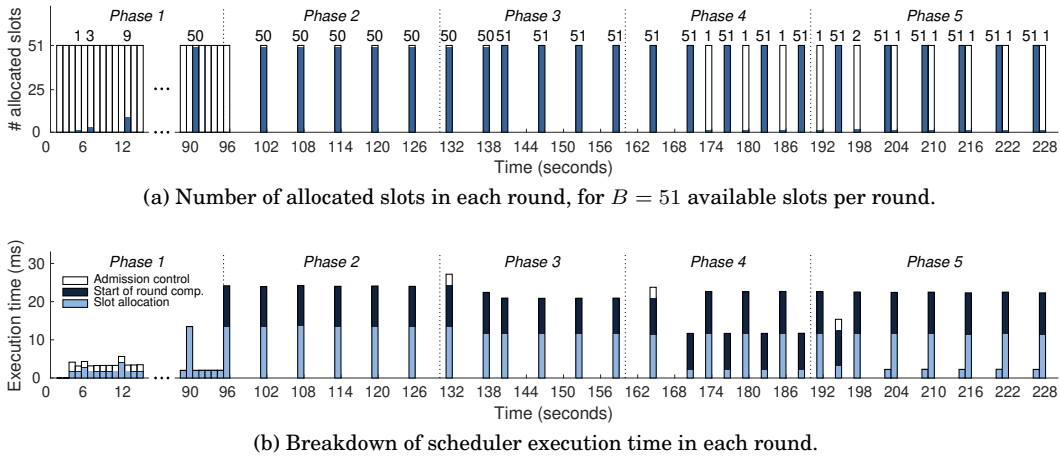 Phase 1 Phase 2 Phase 3 Phase 4 Phase 5
1 3 9 50 50 50 50 50 50 50 50 51 51 51 51 51 51 1 1 51 1 51 1 51 2 51 1 51 1 51 1 51 1 51 1
# allocated slots
51
25
0
...
0 6 12 90 96 102 108 114 120 126 132 138 144 150 156 162 168 174 180 186 192 198 204 210 216 222 228
Time (seconds)
(a) Number of allocated slots in each round, for B = 51 available slots per round.
Phase 1 Phase 2 Phase 3 Phase 4 Phase 5
Execution time (ms)
30
20
10
0
Admission control
Start of round comp.
Slot allocation
...
0 6 12 90 96 102 108 114 120 126 132 138 144 150 156 162 168 174 180 186 192 198 204 210 216 222 228
Time (seconds)
(b) Breakdown of scheduler execution time in each round.